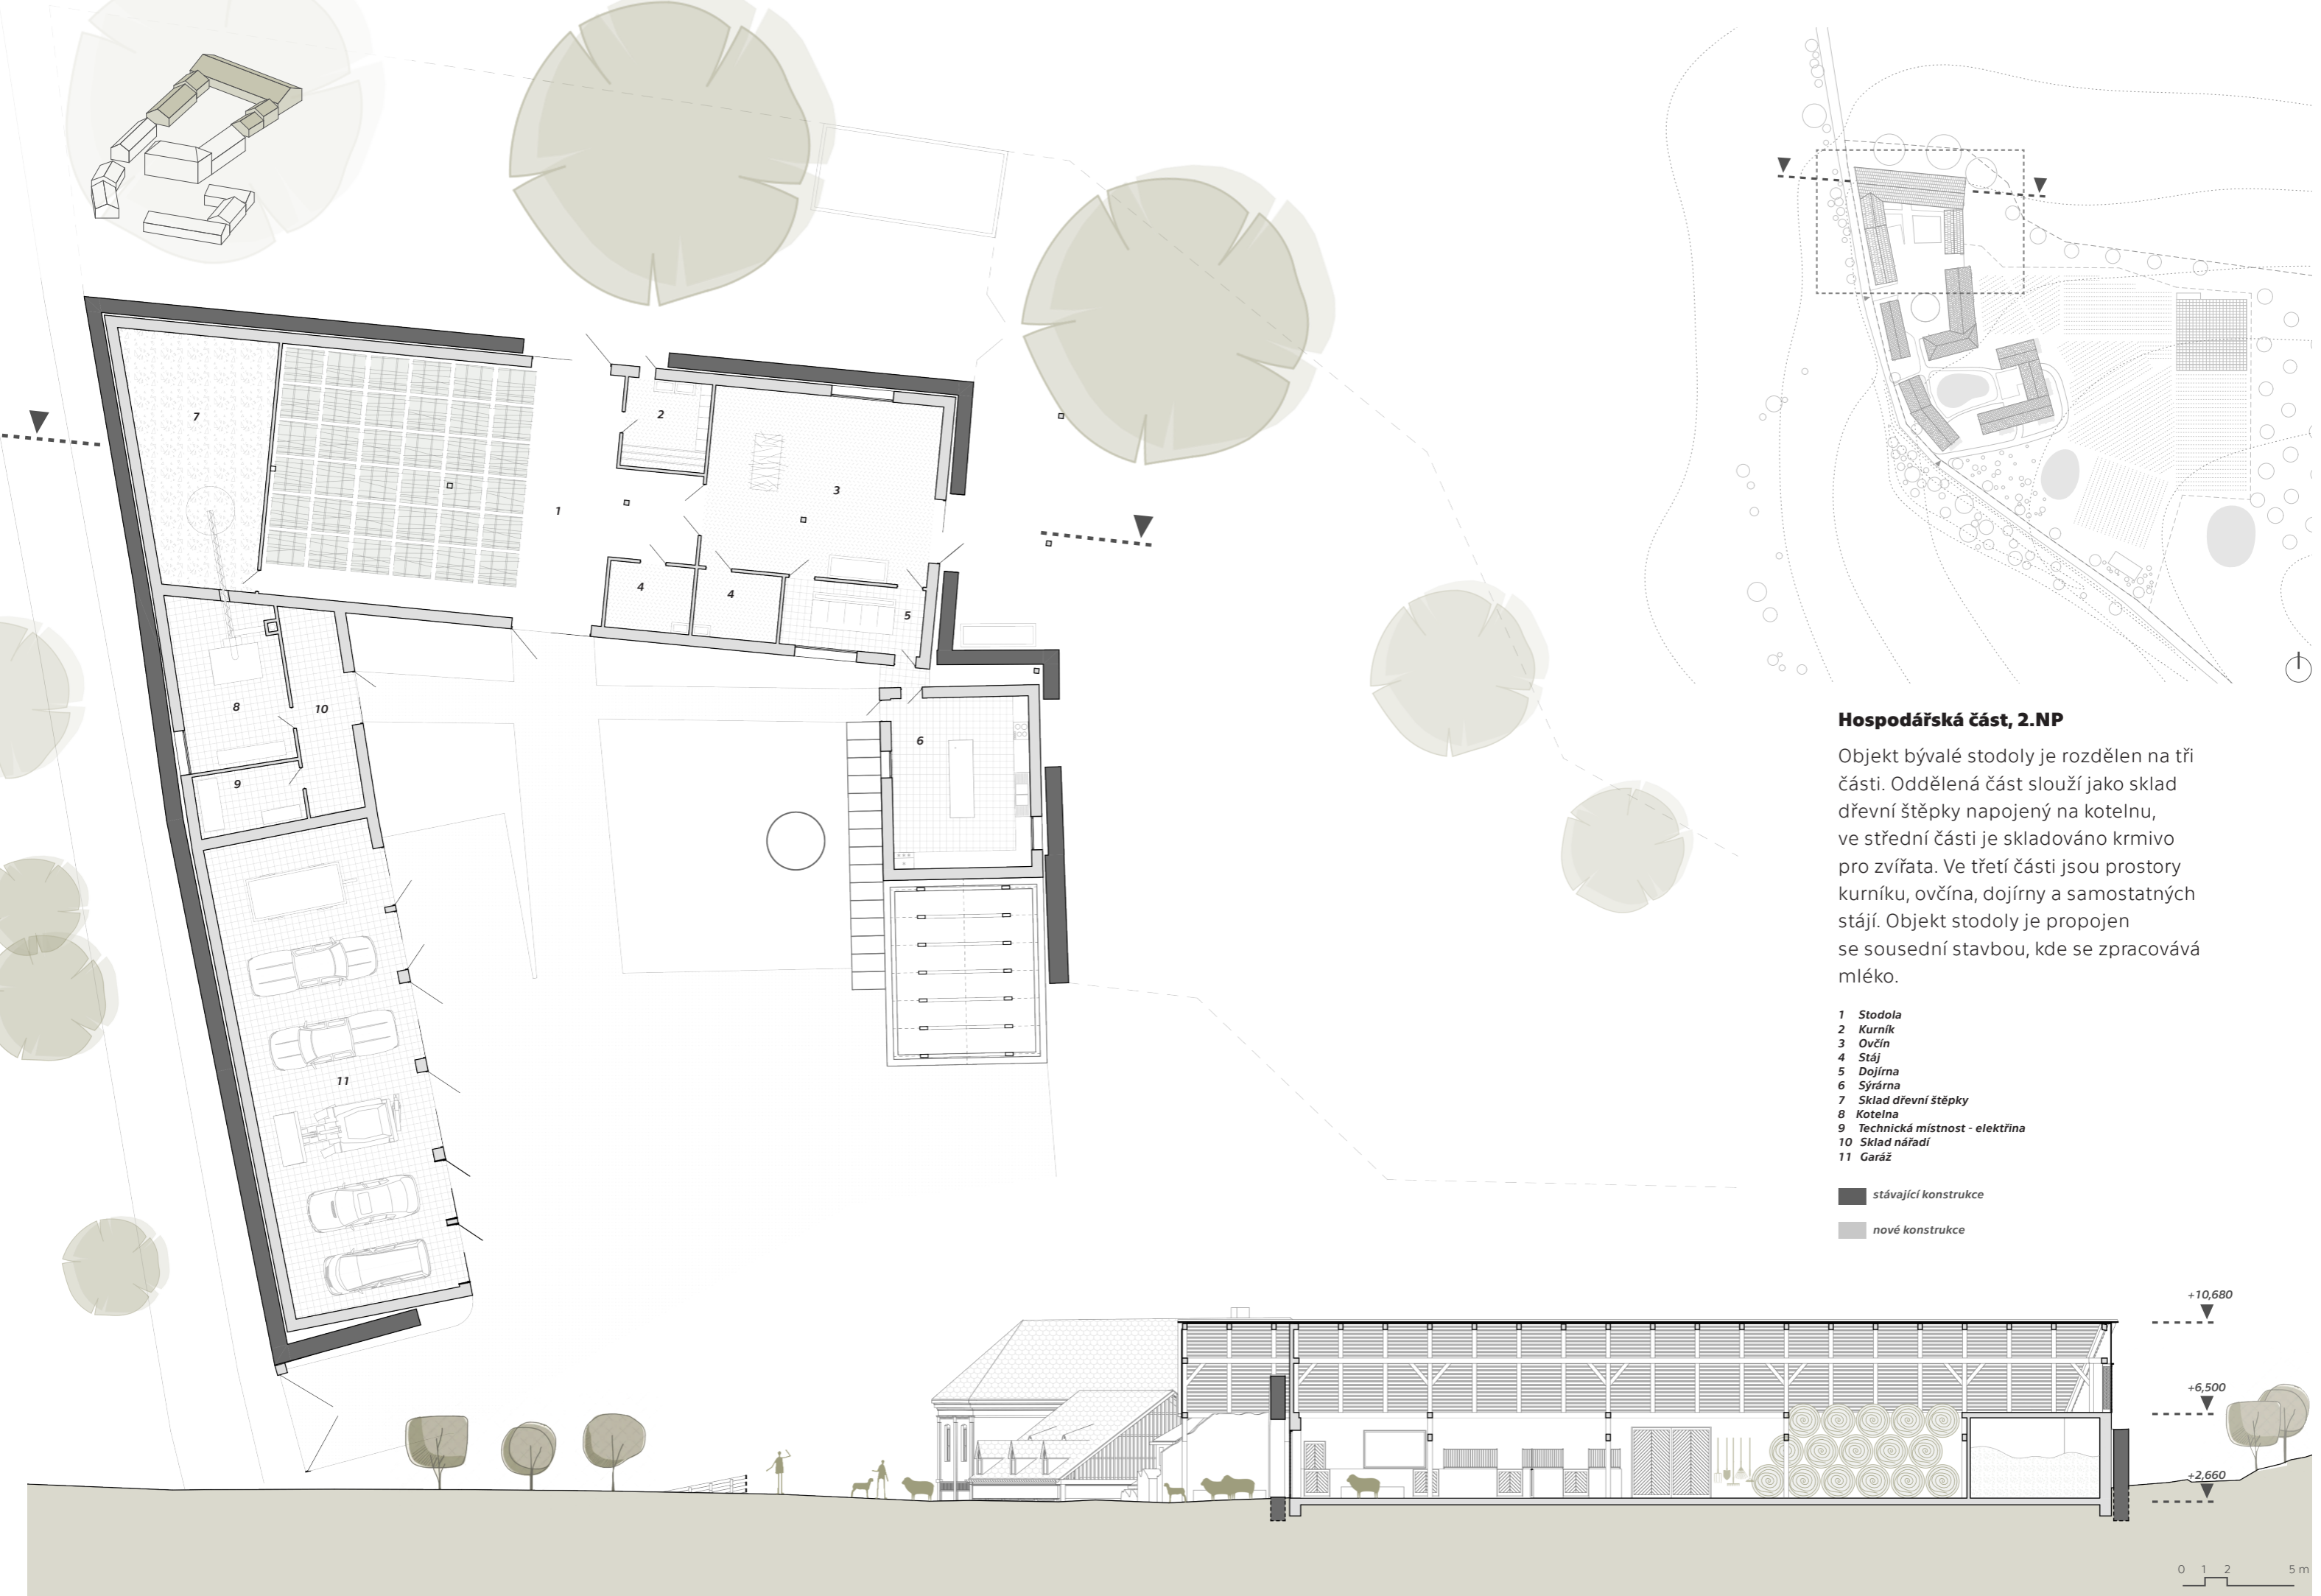 7
2
3
1
4
4
5
8
10
6
9
11
Hospodářská část, 2.NP
Objekt bývalé stodoly je rozdělen na tři
části. Oddělená část slouží jako sklad
dřevní štěpky napojený na kotelnu,
ve střední části je skladováno krmivo
pro zvířata. Ve třetí části jsou prostory
kurníku, ovčína, dojírny a samostatných
stájí. Objekt stodoly je propojen
se sousední stavbou, kde se zpracovává
mléko.
1 Stodola
2 Kurník
3 Ovčín
4 Stáj
5 Dojírna
6 Sýrárna
7 Sklad dřevní štěpky
8 Kotelna
9 Technická místnost - elektřina
10 Sklad nářadí
11 Garáž
stávající konstrukce
nové konstrukce
+10,680
+6,500
+2,660
0 1 2 5 m